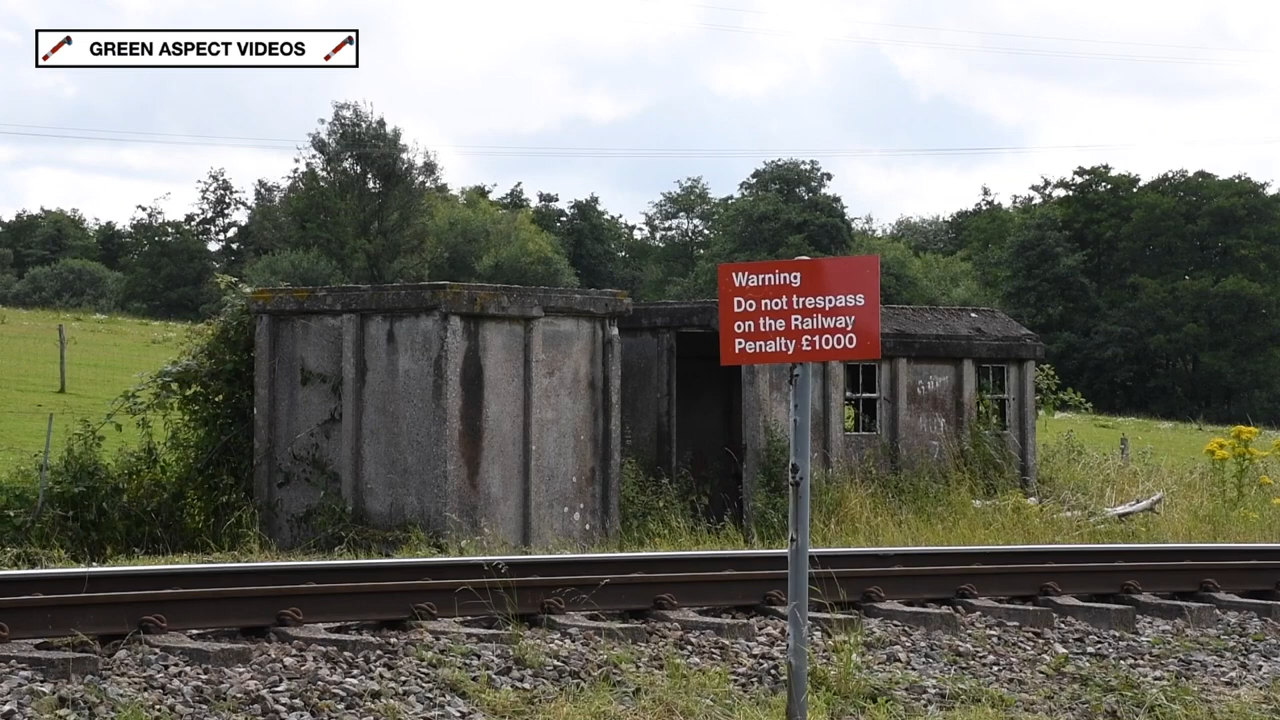 GREEN ASPECT VIDEOS
Warning
Do not trespass
on the Railway
Penalty £1000